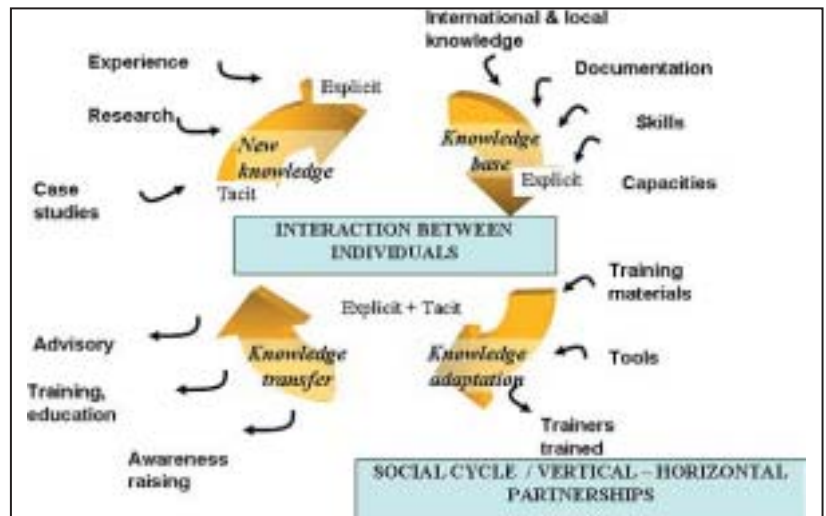 International & local
knowledge
Experience
Explicit
Documentation
Research
New
knowledge
Knowledge
base
Skills
Explicit
Case
studies
Tacit
Capacities
INTERACTION BETWEEN
INDIVIDUALS
Training
materials
Explicit + Tacit
Advisory
Knowledge
transfer
Knowledge
adaptation
Tools
Training,
education
Trainers
trained
Awareness
raising
SOCIAL CYCLE / VERTICAL – HORIZONTAL
PARTNERSHIPS